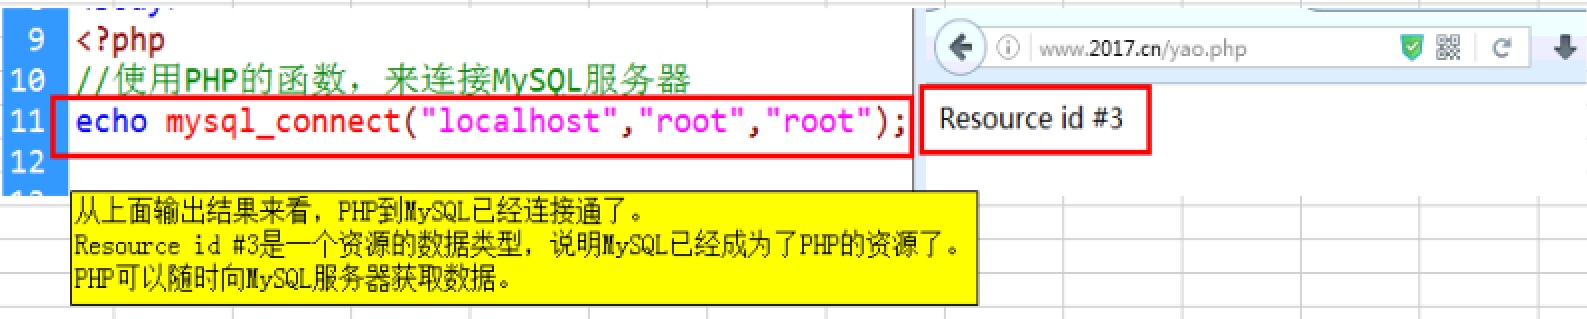 9 <?php
10 //使用PHP的函数，来连接MySQL服务器
11 echo mysql_connect("localhost","root","root");
12
www.2017.cn/yao.php
Resource id #3
从上面输出结果来看，PHP到MySQL已经连接通了。
Resource id #3是一个资源的数据类型，说明MySQL已经成为了PHP的资源了。
PHP可以随时向MySQL服务器获取数据。